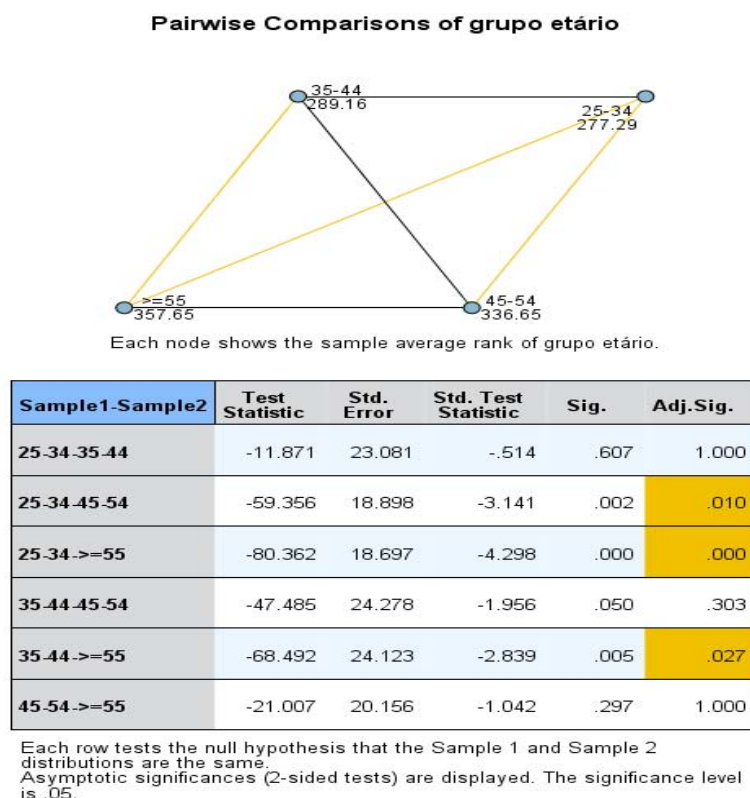 Pairwise Comparisons of grupo etário
35-44
289.16
25-34
277.29
>=55
357.65
45-54
336.65
Each node shows the sample average rank of grupo etário.
Sample1-Sample2 Test Statistic Std. Error Std. Test Statistic Sig. Adj.Sig.
25-34-35-44 -11.871 23.081 -.514 .607 1.000
25-34-45-54 -59.356 18.898 -3.141 .002 .010
25-34->=55 -80.362 18.697 -4.298 .000 .000
35-44-45-54 -47.485 24.278 -1.956 .050 .303
35-44->=55 -68.492 24.123 -2.839 .005 .027
45-54->=55 -21.007 20.156 -1.042 .297 1.000
Each row tests the null hypothesis that the Sample 1 and Sample 2
distributions are the same.
Asymptotic significances (2-sided tests) are displayed. The significance level
is .05.